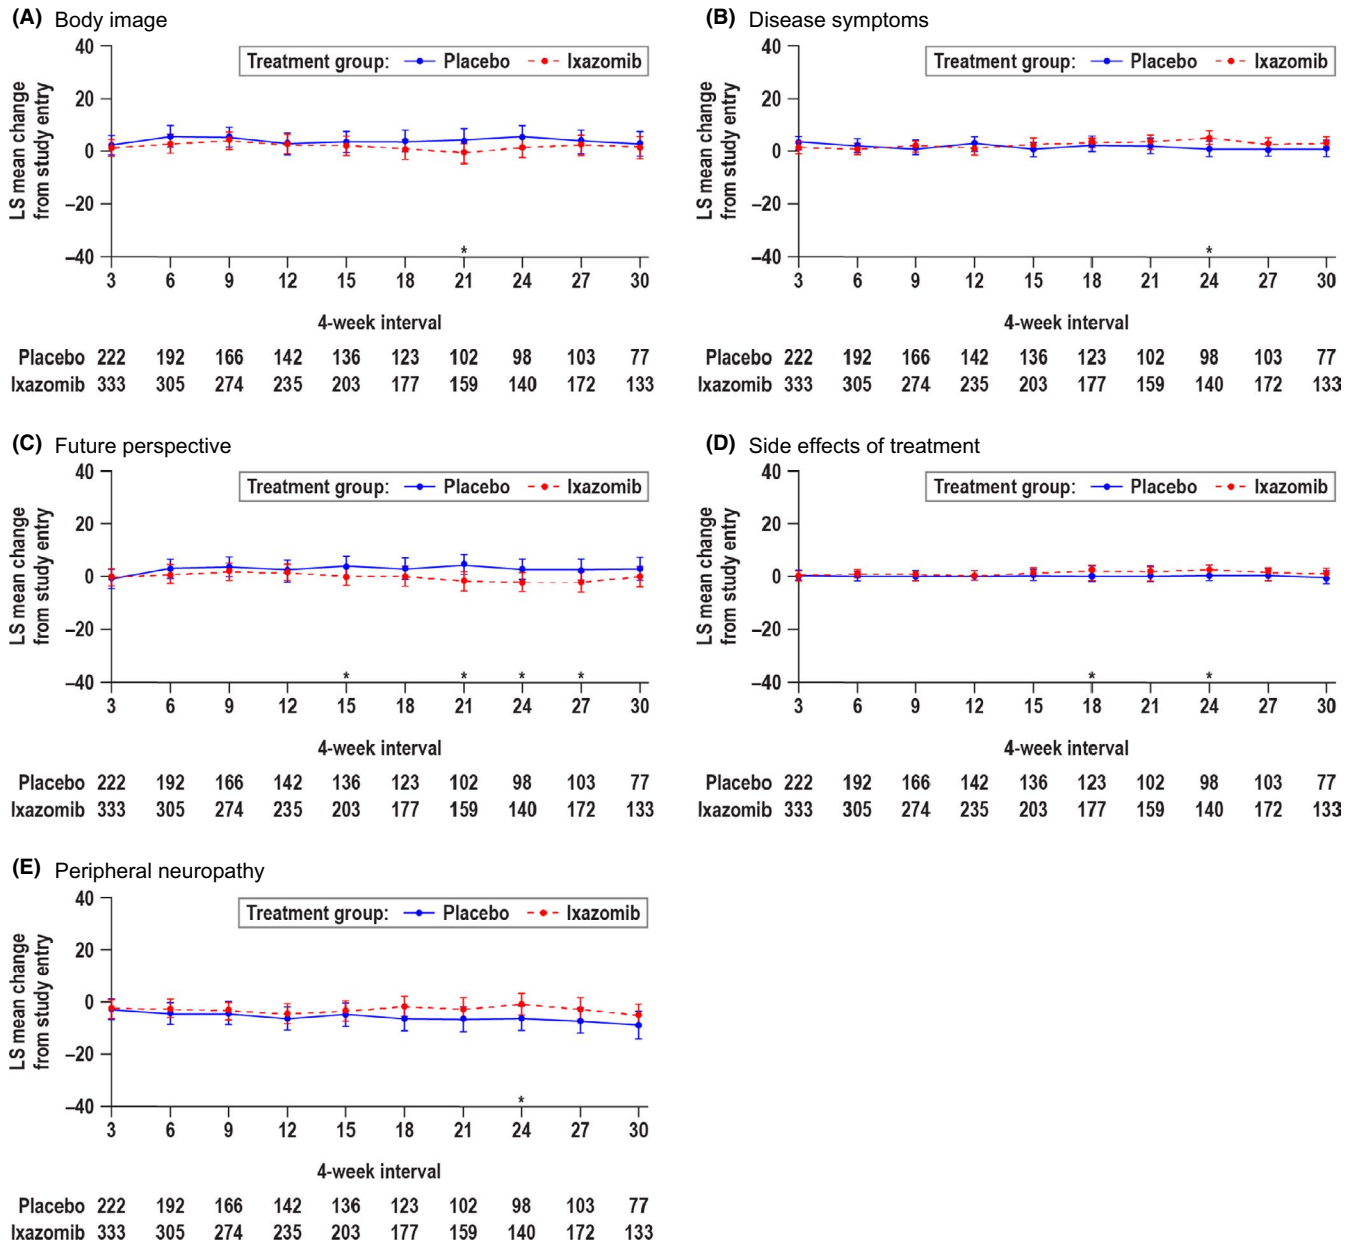 (A) Body image
40
Treatment group: Placebo Ixazomib
20
0
−20
−40
LS mean change
from study entry
*
3 6 9 12 15 18 21 24 27 30
4-week interval
Placebo 222 192 166 142 136 123 102 98 103 77
Ixazomib 333 305 274 235 203 177 159 140 172 133
(B) Disease symptoms
40
Treatment group: Placebo Ixazomib
20
0
−20
−40
LS mean change
from study entry
*
3 6 9 12 15 18 21 24 27 30
4-week interval
Placebo 222 192 166 142 136 123 102 98 103 77
Ixazomib 333 305 274 235 203 177 159 140 172 133
(C) Future perspective
40
Treatment group: Placebo Ixazomib
20
0
−20
−40
LS mean change
from study entry
* * * *
3 6 9 12 15 18 21 24 27 30
4-week interval
Placebo 222 192 166 142 136 123 102 98 103 77
Ixazomib 333 305 274 235 203 177 159 140 172 133
(D) Side effects of treatment
40
Treatment group: Placebo Ixazomib
20
0
−20
−40
LS mean change
from study entry
* *
3 6 9 12 15 18 21 24 27 30
4-week interval
Placebo 222 192 166 142 136 123 102 98 103 77
Ixazomib 333 305 274 235 203 177 159 140 172 133
(E) Peripheral neuropathy
40
Treatment group: Placebo Ixazomib
20
0
−20
−40
LS mean change
from study entry
*
3 6 9 12 15 18 21 24 27 30
4-week interval
Placebo 222 192 166 142 136 123 102 98 103 77
Ixazomib 333 305 274 235 203 177 159 140 172 133